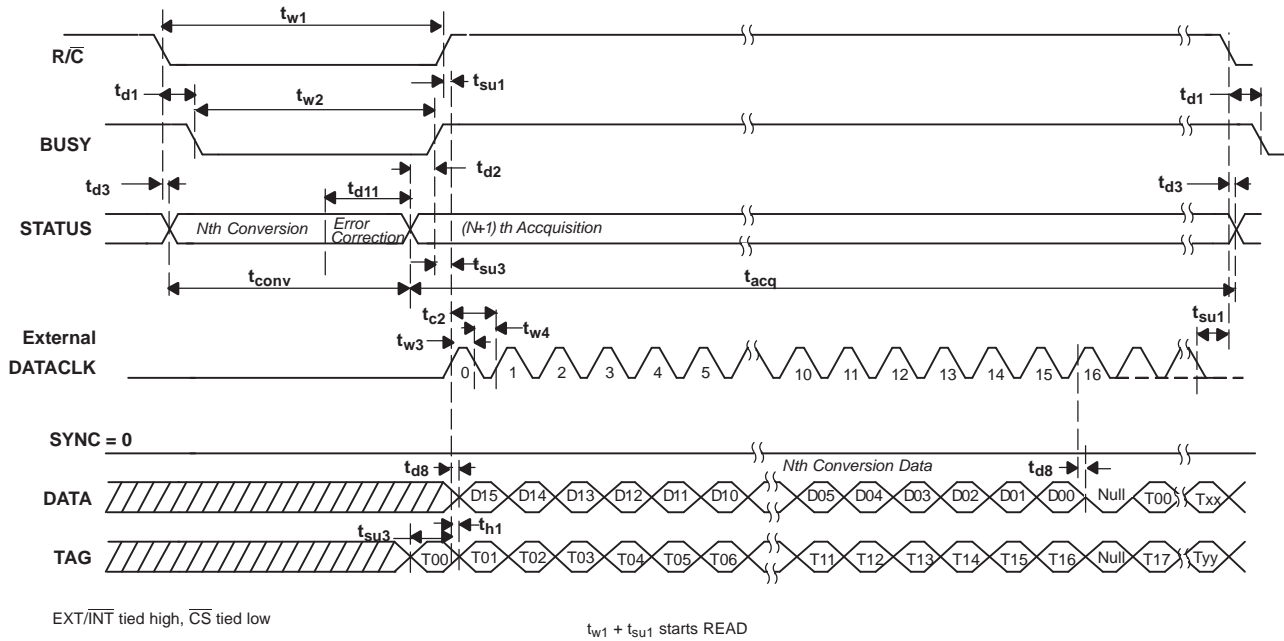 tw1
R/C
tsu1
td1
tw2
td1
BUSY
td2
td3
td11
td3
STATUS
Nth Conversion
Error
Correction
(N+1) th Accquisition
tsu3
tconv
tacq
tc2
tsu1
External
DATACLK
tw3
tw4
0 1 2 3 4 5 10 11 12 13 14 15 16
SYNC = 0
td8
Nth Conversion Data
td8
DATA
D15 D14 D13 D12 D11 D10 D05 D04 D03 D02 D01 D00 Null T00 Txx
tsu3
th1
TAG
T00 T01 T02 T03 T04 T05 T06 T11 T12 T13 T14 T15 T16 Null T17 Tyy
EXT/INT tied high, CS tied low
tw1 + tsu1 starts READ